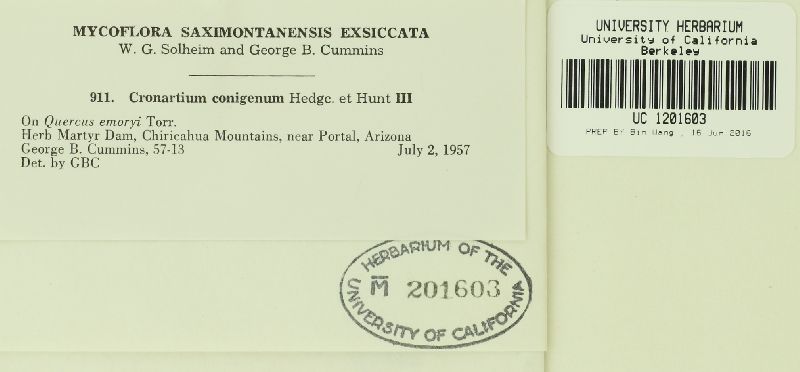 MYCOFLORA SAXIMONTANENSIS EXSICCATA
W. G. Solheim and George B. Cummins
911. Cronartium conigenum Hedgc. et Hunt III
On Quercus emoryi Torr.
Herb Martyr Dam, Chiricahua Mountains, near Portal, Arizona
George B. Cummins, 57-13 July 2, 1957
Det. by GBC
UNIVERSITY HERBARIUM
University of California
Berkeley
UC 1201603
PREP BY Bin Wang , 16 Jun 2016
HERBARIUM OF THE
M̅ 201603
UNIVERSITY OF CALIFORNIA